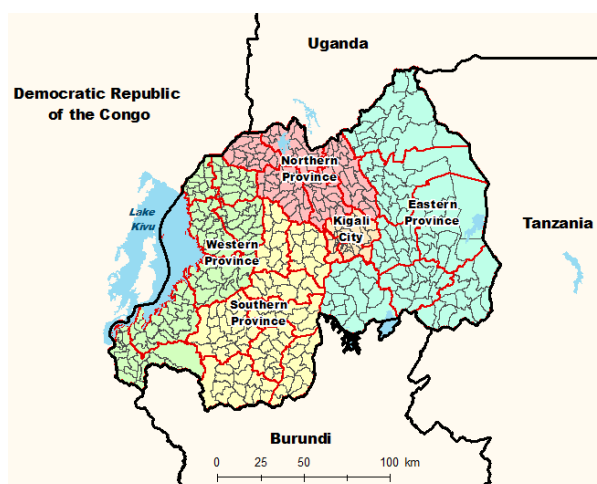 Uganda
Democratic Republic
of the Congo
Northern
Province
Lake
Kivu
Kigali
City
Eastern
Province
Tanzania
Western
Province
Southern
Province
Burundi
0 25 50 100 km